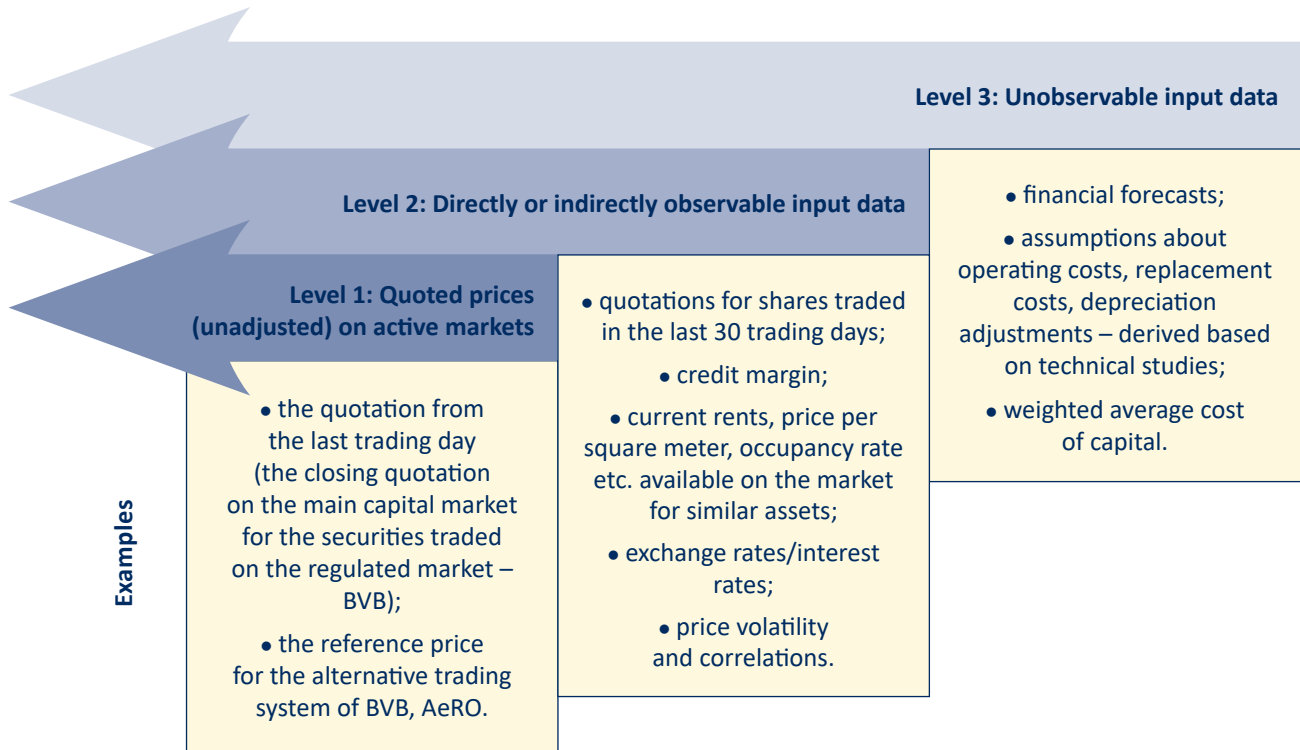 Level 3: Unobservable input data
Level 2: Directly or indirectly observable input data
Level 1: Quoted prices
(unadjusted) on active markets
Examples
• the quotation from
the last trading day
(the closing quotation
on the main capital market
for the securities traded
on the regulated market –
BVB);
• the reference price
for the alternative trading
system of BVB, AeRO.
• quotations for shares traded
in the last 30 trading days;
• credit margin;
• current rents, price per
square meter, occupancy rate
etc. available on the market
for similar assets;
• exchange rates/interest
rates;
• price volatility
and correlations.
• financial forecasts;
• assumptions about
operating costs, replacement
costs, depreciation
adjustments – derived based
on technical studies;
• weighted average cost
of capital.